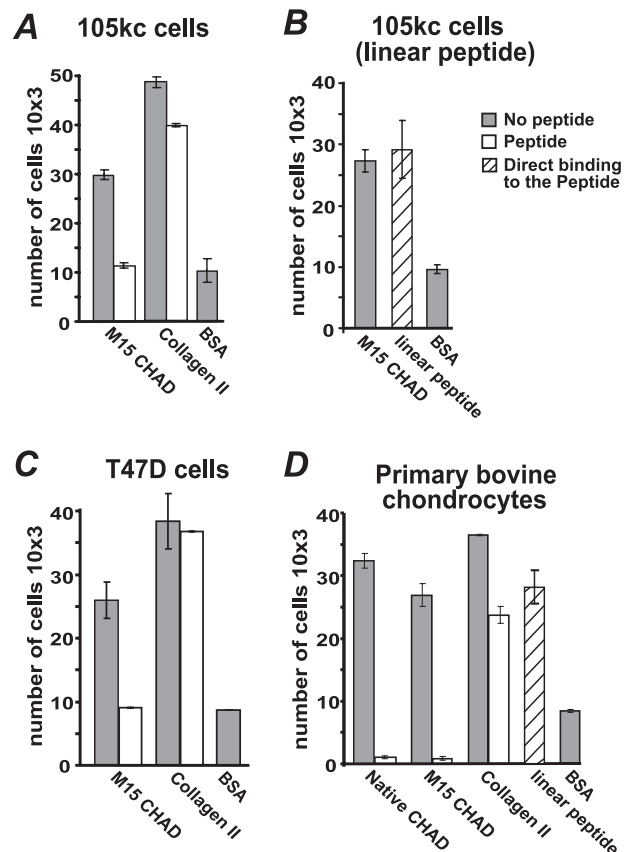 A
105kc cells
number of cells 10x3
50
40
30
20
10
0
M15 CHAD
Collagen II
BSA
B
105kc cells
(linear peptide)
number of cells 10x3
40
30
20
10
0
M15 CHAD
linear peptide
BSA
No peptide
Peptide
Direct binding
to the Peptide
C
T47D cells
number of cells 10x3
40
30
20
10
0
M15 CHAD
Collagen II
BSA
D
Primary bovine
chondrocytes
number of cells 10x3
40
30
20
10
0
Native CHAD
M15 CHAD
Collagen II
linear peptide
BSA